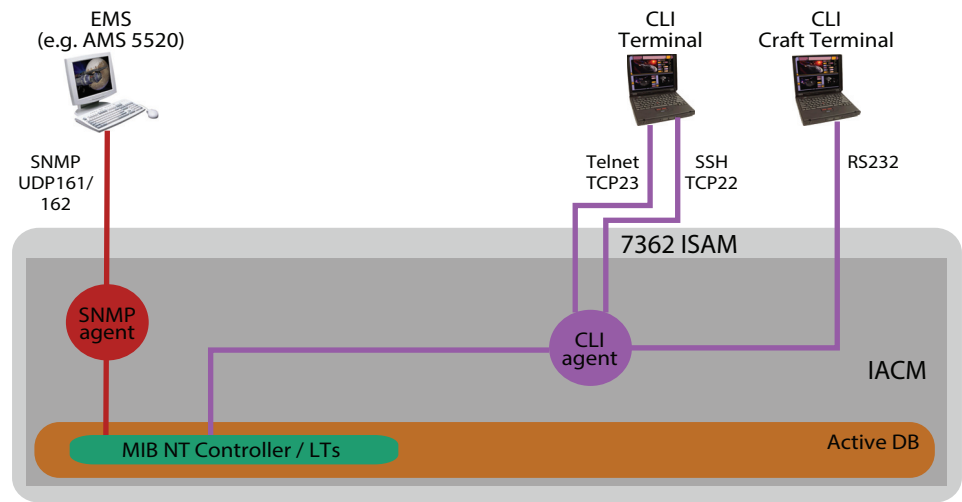 EMS
(e.g. AMS 5520)
CLI
Terminal
CLI
Craft Terminal
SNMP
UDP161/
162
Telnet
TCP23
SSH
TCP22
RS232
7362 ISAM
SNMP
agent
CLI
agent
IACM
MIB NT Controller / LTs
Active DB